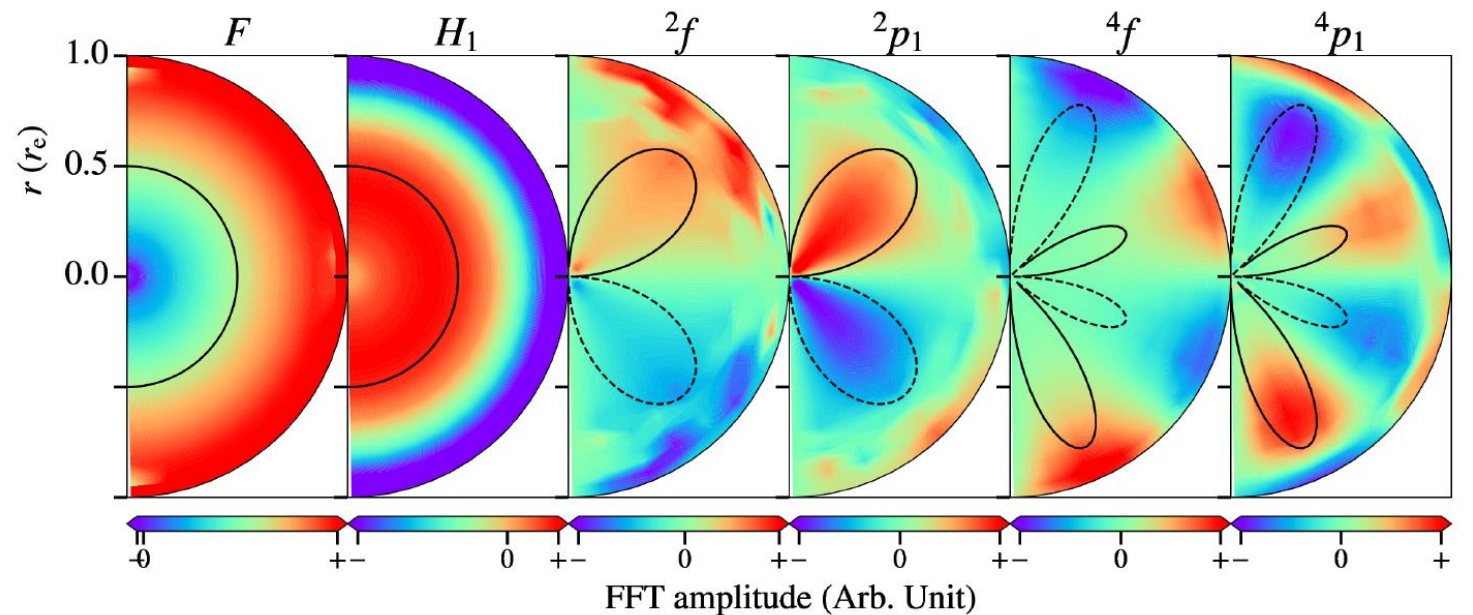 F H₁ ²f ²p₁ ⁴f ⁴p₁
1.0
0.5
0.0
r (rₑ)
−0 + − 0 + − 0 + − 0 + − 0 + − 0 +
FFT amplitude (Arb. Unit)